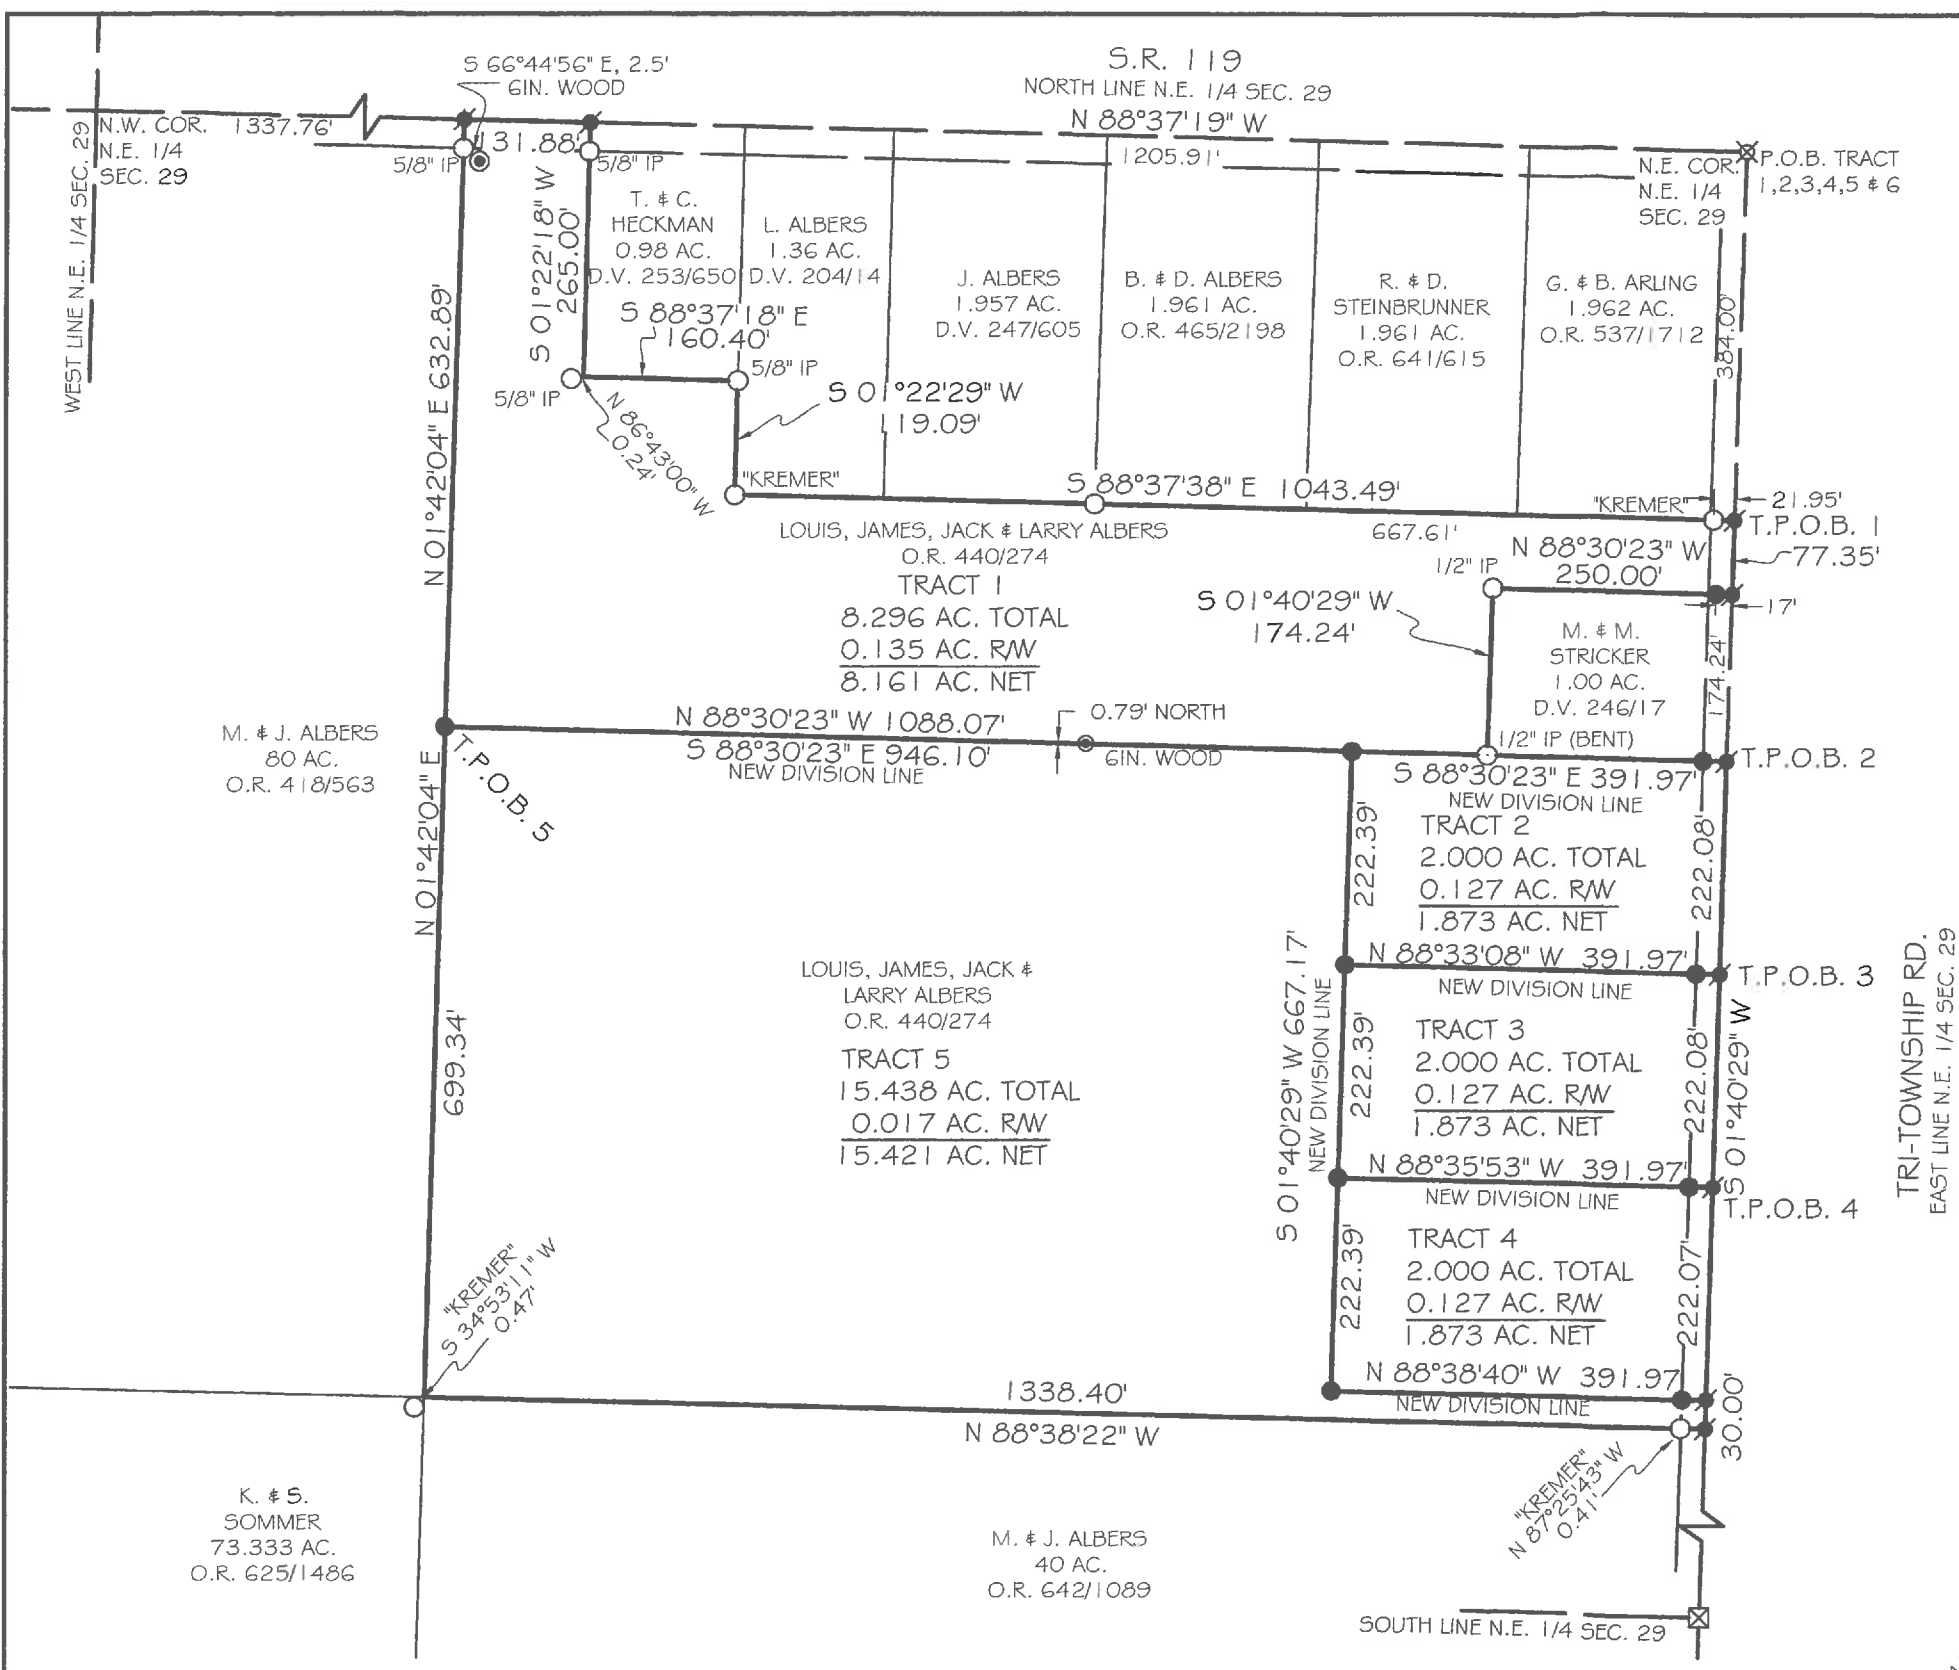 S 66°44'56" E, 2.5'
6IN. WOOD
S.R. 119
NORTH LINE N.E. 1/4 SEC. 29
N 88°37'19" W
1205.91'
N.W. COR.
N.E. 1/4
SEC. 29
1337.76'
WEST LINE N.E. 1/4 SEC. 29
131.88'
5/8" IP
5/8" IP
N.E. COR.
N.E. 1/4
SEC. 29
P.O.B. TRACT
1,2,3,4,5 & 6
S 01°22'18" W
265.00'
T. & C.
HECKMAN
0.98 AC.
D.V. 253/650
L. ALBERS
1.36 AC.
D.V. 204/14
J. ALBERS
1.957 AC.
D.V. 247/605
B. & D. ALBERS
1.961 AC.
O.R. 465/2198
R. & D.
STEINBRUNNER
1.961 AC.
O.R. 641/615
G. & B. ARLING
1.962 AC.
O.R. 537/1712
384.00'
S 88°37'18" E
160.40'
5/8" IP
5/8" IP
N 86°43'00" W
0.24'
S 01°22'29" W
119.09'
N 01°42'04" E 632.89'
"KREMER"
S 88°37'38" E 1043.49'
"KREMER"
21.95'
T.P.O.B. 1
667.61'
77.35'
LOUIS, JAMES, JACK & LARRY ALBERS
O.R. 440/274
TRACT 1
8.296 AC. TOTAL
0.135 AC. R/W
8.161 AC. NET
N 88°30'23" W
250.00'
1/2" IP
17'
S 01°40'29" W
174.24'
M. & M.
STRICKER
1.00 AC.
D.V. 246/17
174.24'
1/2" IP (BENT)
M. & J. ALBERS
80 AC.
O.R. 418/563
N 88°30'23" W 1088.07'
S 88°30'23" E 946.10'
NEW DIVISION LINE
0.79' NORTH
6IN. WOOD
T.P.O.B. 5
T.P.O.B. 2
S 88°30'23" E 391.97'
NEW DIVISION LINE
TRACT 2
2.000 AC. TOTAL
0.127 AC. R/W
1.873 AC. NET
222.39'
222.08'
N 01°42'04" E
699.34'
N 88°33'08" W 391.97'
NEW DIVISION LINE
T.P.O.B. 3
LOUIS, JAMES, JACK &
LARRY ALBERS
O.R. 440/274
TRACT 5
15.438 AC. TOTAL
0.017 AC. R/W
15.421 AC. NET
S 01°40'29" W 667.17'
NEW DIVISION LINE
222.39'
TRACT 3
2.000 AC. TOTAL
0.127 AC. R/W
1.873 AC. NET
222.08'
S 01°40'29" W
TRI-TOWNSHIP RD.
EAST LINE N.E. 1/4 SEC. 29
N 88°35'53" W 391.97'
NEW DIVISION LINE
T.P.O.B. 4
222.39'
TRACT 4
2.000 AC. TOTAL
0.127 AC. R/W
1.873 AC. NET
222.07'
"KREMER"
S 34°53'11" W
0.47'
N 88°38'40" W 391.97
NEW DIVISION LINE
30.00'
1338.40'
N 88°38'22" W
"KREMER"
N 87°25'43" W
0.41'
K. & S.
SOMMER
73.333 AC.
O.R. 625/1486
M. & J. ALBERS
40 AC.
O.R. 642/1089
SOUTH LINE N.E. 1/4 SEC. 29